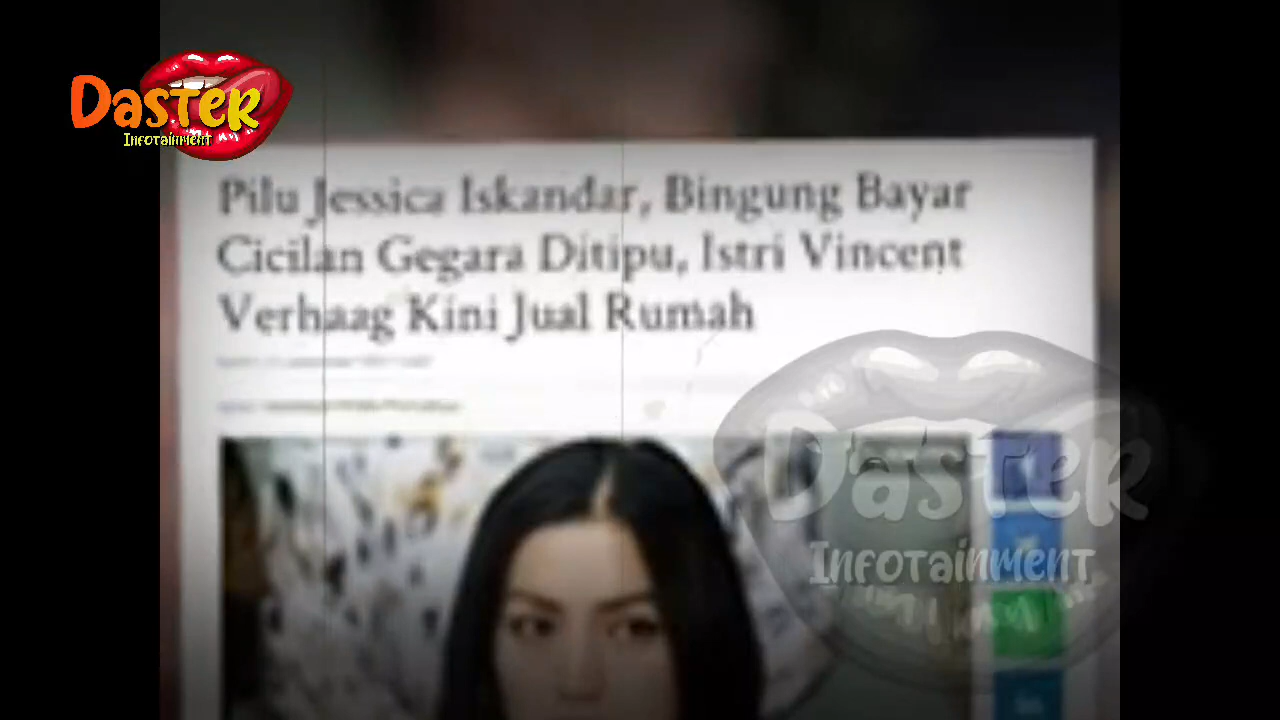 Daster
Infotainment
Pilu Jessica Iskandar, Bingung Bayar
Cicilan Gegara Ditipu, Istri Vincent
Verhaag Kini Jual Rumah
Daster
Infotainment